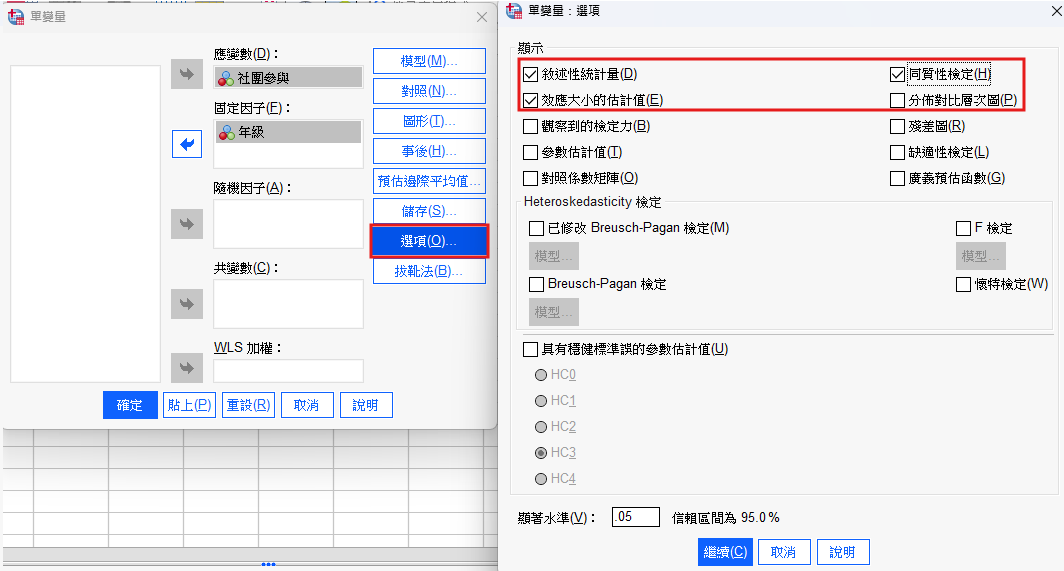 單變量
應變數(D)：
社團參與
固定因子(F)：
年級
隨機因子(A)：
共變數(C)：
WLS 加權：
模型(M)...
對照(N)...
圖形(T)...
事後(H)...
預估邊際平均值...
儲存(S)...
選項(O)...
拔靴法(B)...
確定
貼上(P)
重設(R)
取消
說明
單變量：選項
顯示
敘述性統計量(D)
同質性檢定(H)
效應大小的估計值(E)
分佈對比層次圖(P)
觀察到的檢定力(B)
殘差圖(R)
參數估計值(T)
缺適性檢定(L)
對照係數矩陣(O)
廣義預估函數(G)
Heteroskedasticity 檢定
已修改 Breusch-Pagan 檢定(M)
F 檢定
模型...
模型...
Breusch-Pagan 檢定
懷特檢定(W)
模型...
具有穩健標準誤的參數估計值(U)
HC0
HC1
HC2
HC3
HC4
顯著水準(V)：
.05
信賴區間為 95.0%
繼續(C)
取消
說明